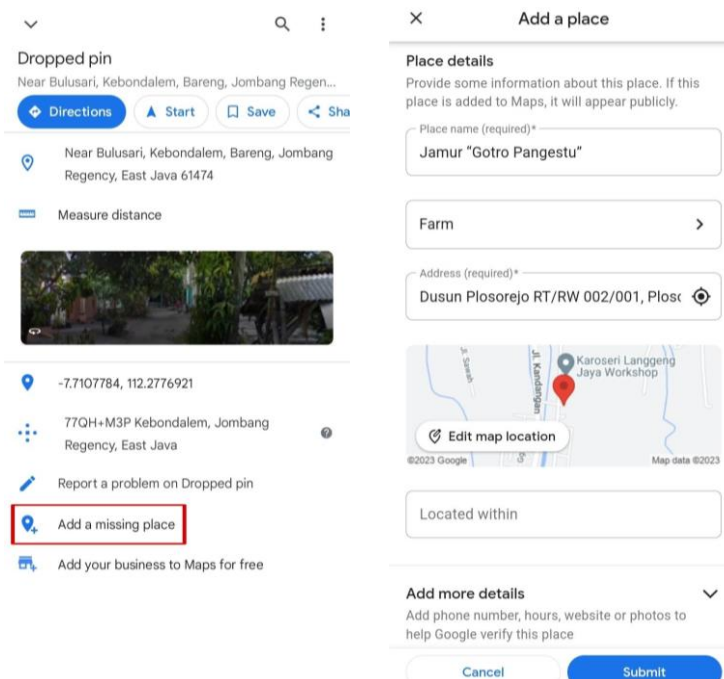 Dropped pin
Near Bulusari, Kebondalem, Bareng, Jombang Regen...
Directions
Start
Save
Sha
Near Bulusari, Kebondalem, Bareng, Jombang
Regency, East Java 61474
Measure distance
-7.7107784, 112.2776921
77QH+M3P Kebondalem, Jombang
Regency, East Java
Report a problem on Dropped pin
Add a missing place
Add your business to Maps for free
Add a place
Place details
Provide some information about this place. If this
place is added to Maps, it will appear publicly.
Place name (required)*
Jamur “Gotro Pangestu”
Farm
Address (required)*
Dusun Plosorejo RT/RW 002/001, Plosc
Jl. Sawah
Jl. Kandangan
Karoseri Langgeng
Jaya Workshop
Edit map location
©2023 Google
Map data ©2023
Located within
Add more details
Add phone number, hours, website or photos to
help Google verify this place
Cancel
Submit